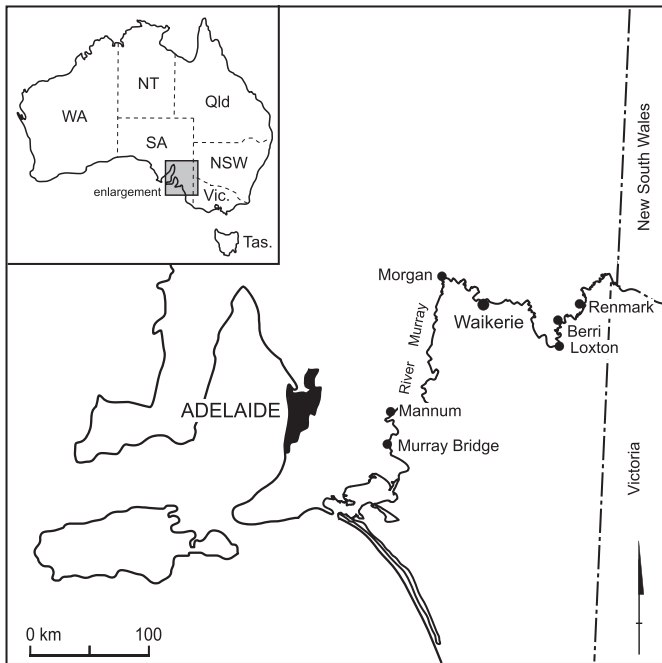 NT
Qld
WA
SA
NSW
enlargement
Vic.
Tas.
New South Wales
Morgan
Renmark
Waikerie
Murray
Berri
Loxton
River
ADELAIDE
Mannum
Murray Bridge
Victoria
0 km 100